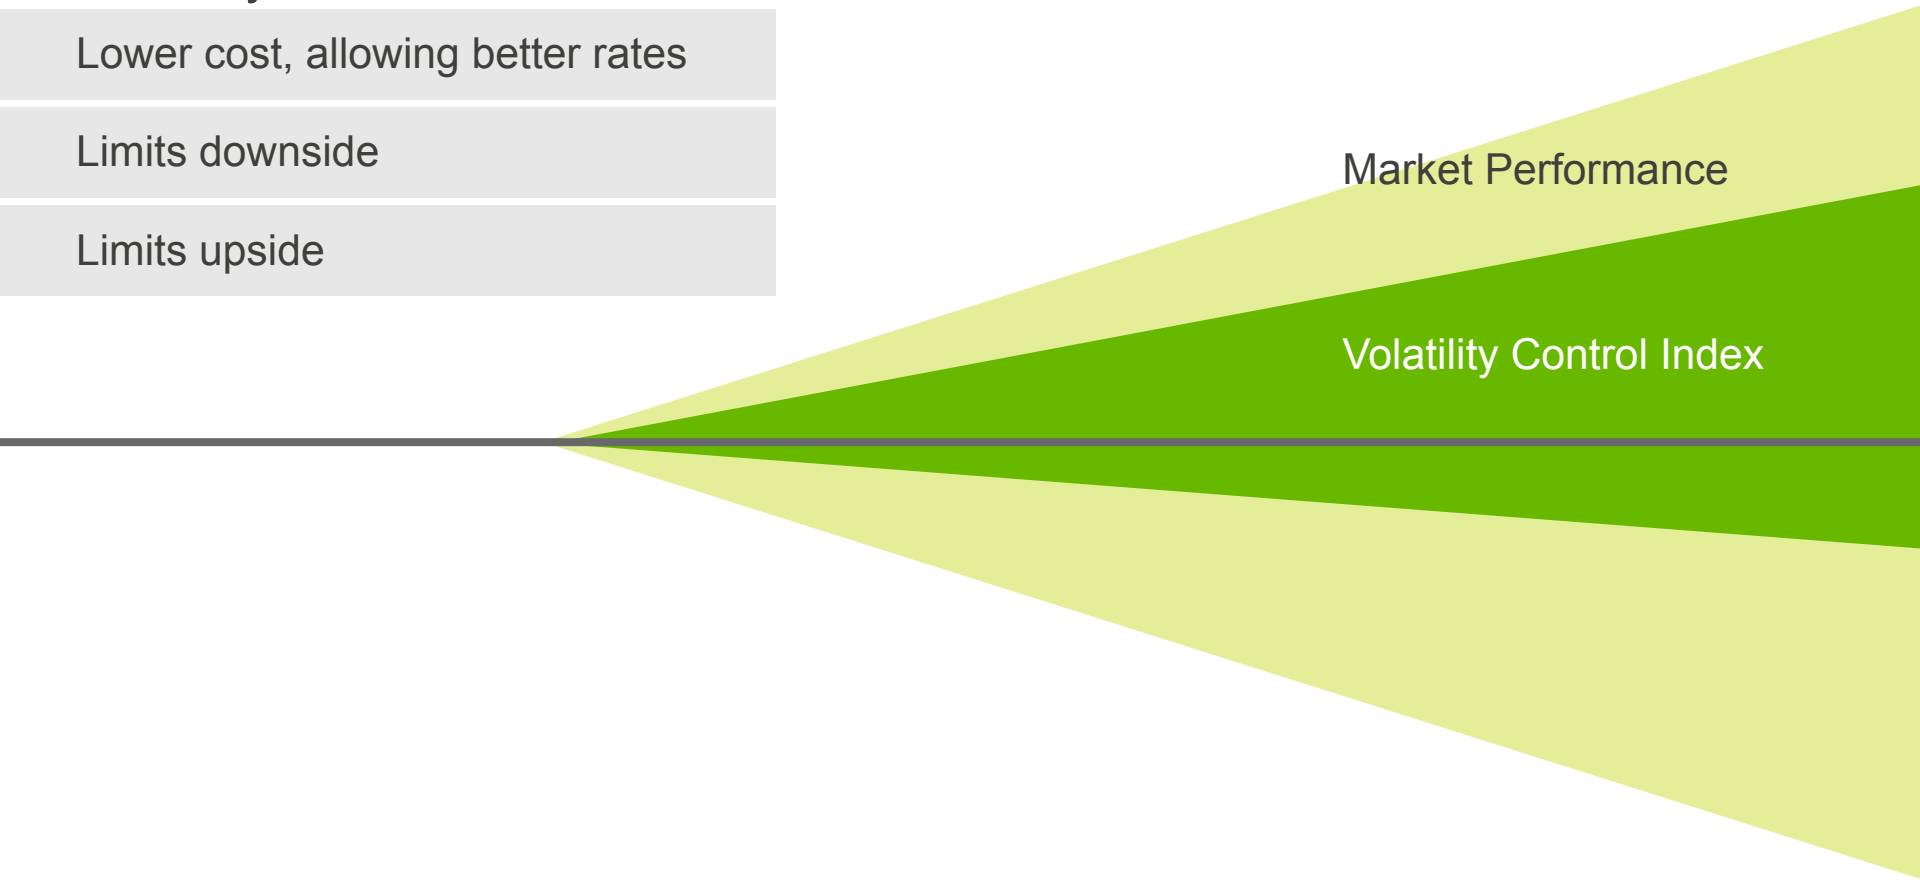 Lower cost, allowing better rates
Limits downside
Limits upside
Market Performance
Volatility Control Index